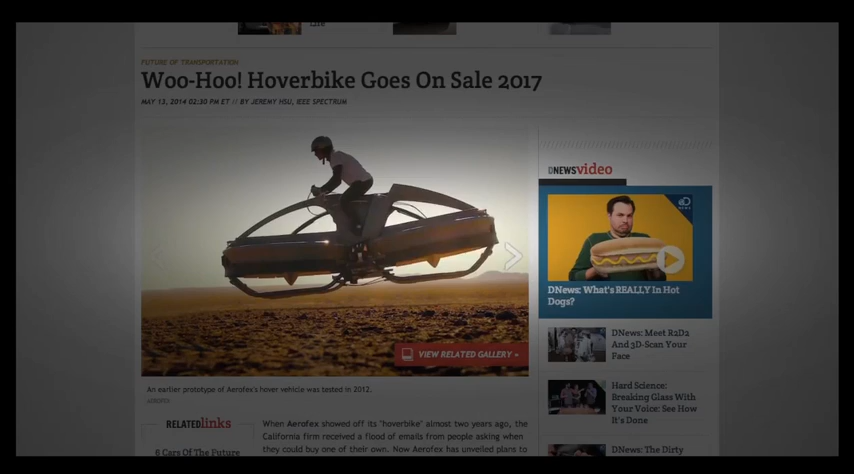 Life
FUTURE OF TRANSPORTATION
Woo-Hoo! Hoverbike Goes On Sale 2017
MAY 13, 2014 02:30 PM ET // BY JEREMY HSU, IEEE SPECTRUM
VIEW RELATED GALLERY »
An earlier prototype of Aerofex's hover vehicle was tested in 2012.
AEROFEX
RELATEDlinks
6 Cars Of The Future
When Aerofex showed off its "hoverbike" almost two years ago, the
California firm received a flood of emails from people asking when
they could buy one of their own. Now Aerofex has unveiled plans to
DNEWSvideo
DNews: What's REALLY In Hot
Dogs?
DNews: Meet R2D2
And 3D-Scan Your
Face
Hard Science:
Breaking Glass With
Your Voice: See How
It's Done
DNews: The Dirty